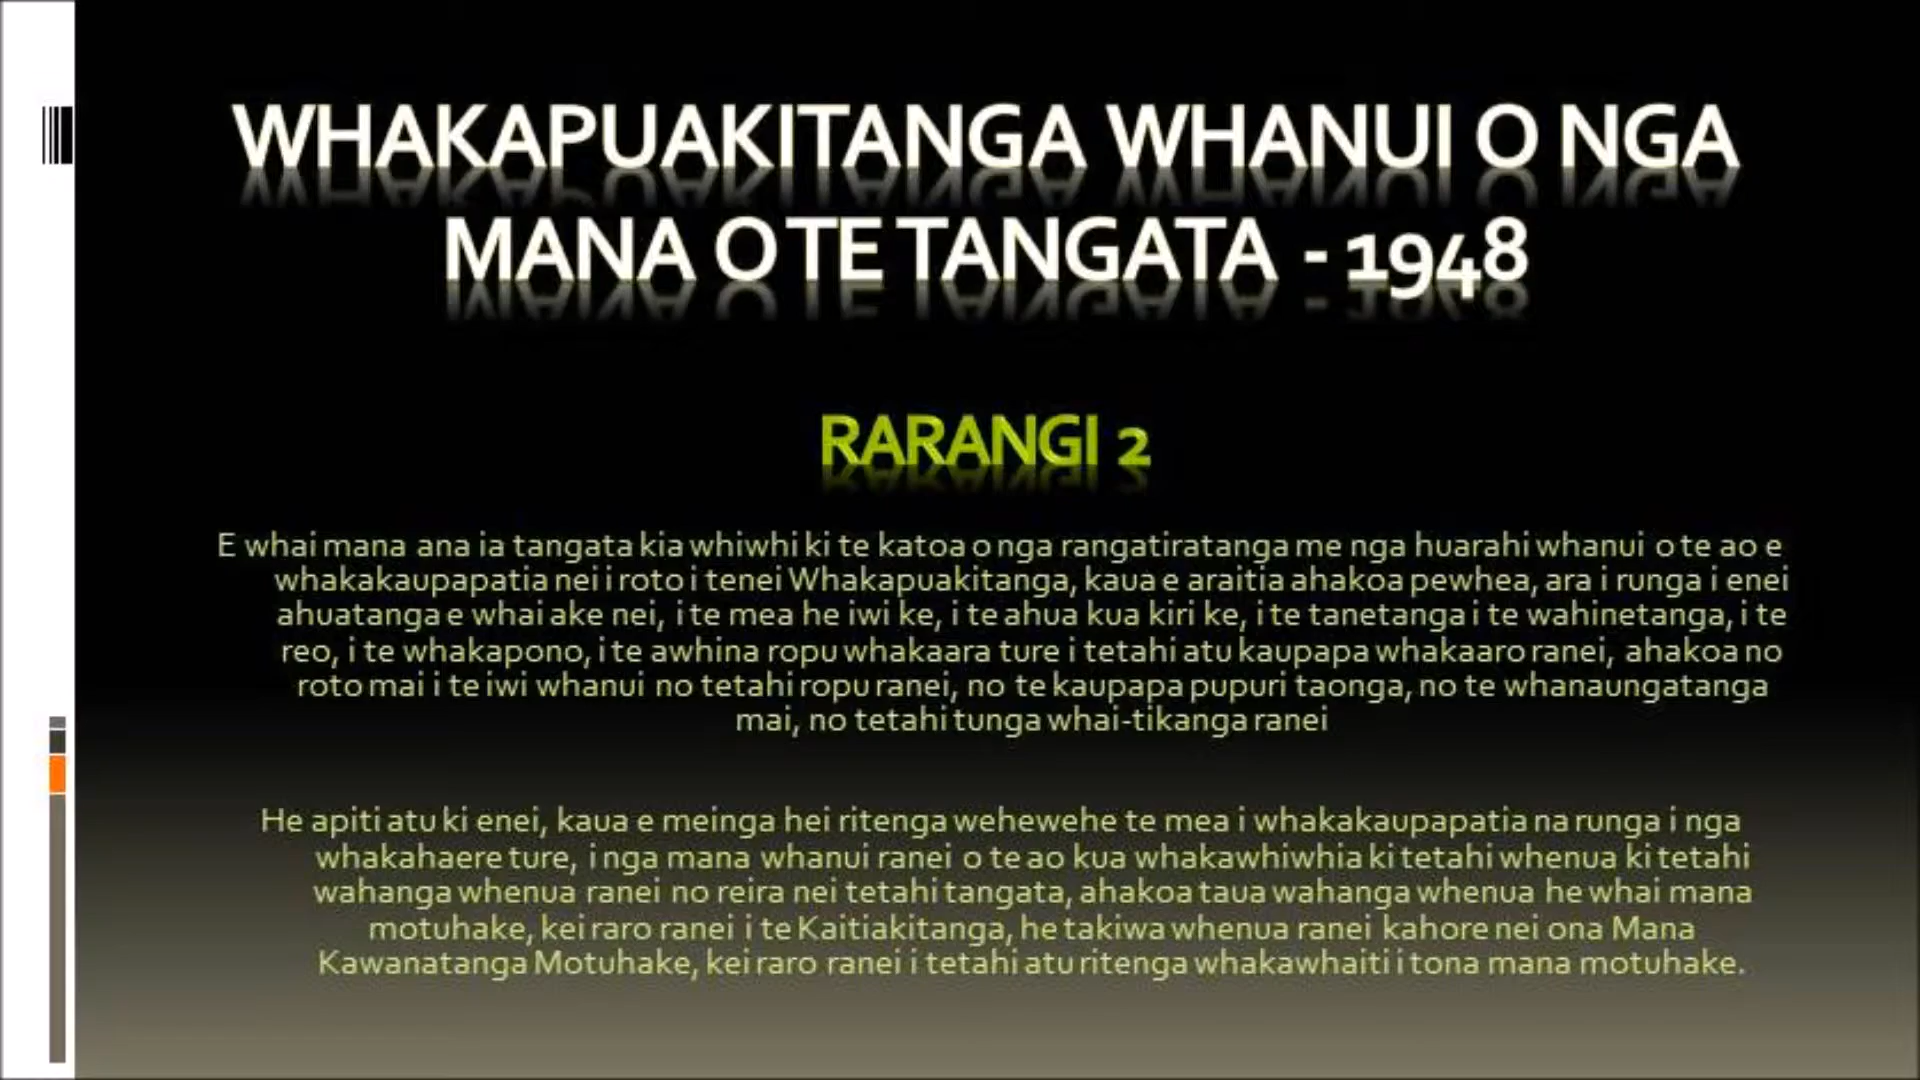 WHAKAPUAKITANGA WHANUI O NGA
MANA O TE TANGATA - 1948
RARANGI 2
E whai mana ana ia tangata kia whiwhi ki te katoa o nga rangatiratanga me nga huarahi whanui o te ao e
whakakaupapatia nei i roto i tenei Whakapuakitanga, kaua e araitia ahakoa pewhea, ara i runga i enei
ahuatanga e whai ake nei, i te mea he iwi ke, i te ahua kua kiri ke, i te tanetanga i te wahinetanga, i te
reo, i te whakapono, i te awhina ropu whakaara ture i tetahi atu kaupapa whakaaro ranei, ahakoa no
roto mai i te iwi whanui no tetahi ropu ranei, no te kaupapa pupuri taonga, no te whanaungatanga
mai, no tetahi tunga whai-tikanga ranei
He apiti atu ki enei, kaua e meinga hei ritenga wehewehe te mea i whakakaupapatia na runga i nga
whakahaere ture, i nga mana whanui ranei o te ao kua whakawhiwhia ki tetahi whenua ki tetahi
wahanga whenua ranei no reira nei tetahi tangata, ahakoa taua wahanga whenua he whai mana
motuhake, kei raro ranei i te Kaitiakitanga, he takiwa whenua ranei kahore nei ona Mana
Kawanatanga Motuhake, kei raro ranei i tetahi atu ritenga whakawhaiti i tona mana motuhake.